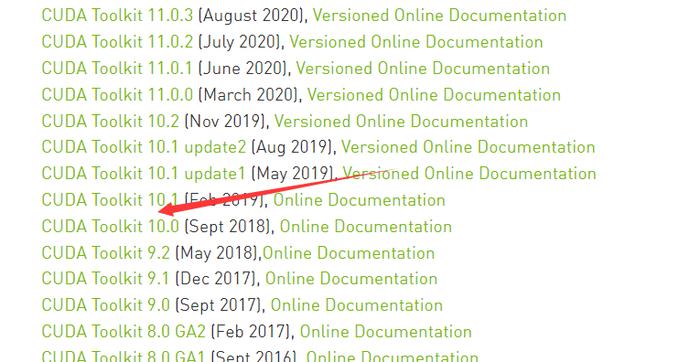 CUDA Toolkit 11.0.3 (August 2020), Versioned Online Documentation
CUDA Toolkit 11.0.2 (July 2020), Versioned Online Documentation
CUDA Toolkit 11.0.1 (June 2020), Versioned Online Documentation
CUDA Toolkit 11.0.0 (March 2020), Versioned Online Documentation
CUDA Toolkit 10.2 (Nov 2019), Versioned Online Documentation
CUDA Toolkit 10.1 update2 (Aug 2019), Versioned Online Documentation
CUDA Toolkit 10.1 update1 (May 2019), Versioned Online Documentation
CUDA Toolkit 10.1 (Feb 2019), Online Documentation
CUDA Toolkit 10.0 (Sept 2018), Online Documentation
CUDA Toolkit 9.2 (May 2018),Online Documentation
CUDA Toolkit 9.1 (Dec 2017), Online Documentation
CUDA Toolkit 9.0 (Sept 2017), Online Documentation
CUDA Toolkit 8.0 GA2 (Feb 2017), Online Documentation
CUDA Toolkit 8.0 GA1 (Sept 2016), Online Documentation